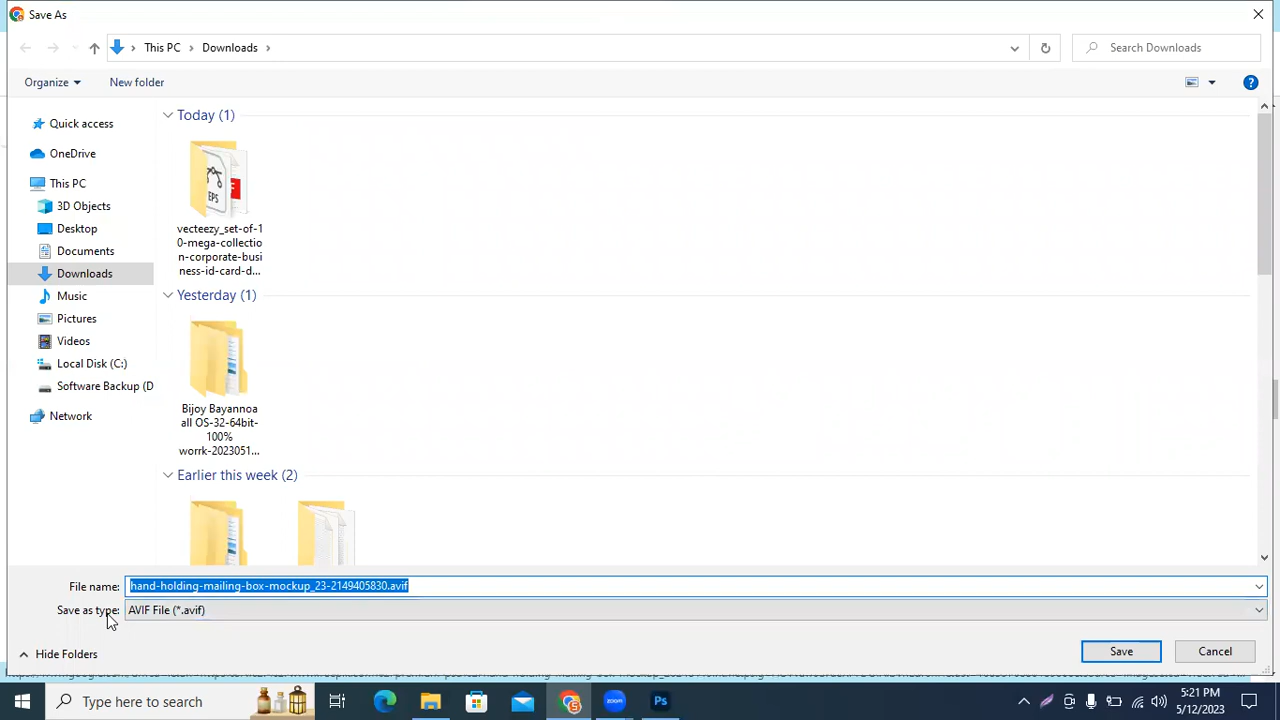 Save As
This PC
Downloads
Search Downloads
Organize
New folder
Quick access
OneDrive
This PC
3D Objects
Desktop
Documents
Downloads
Music
Pictures
Videos
Local Disk (C:)
Software Backup (D
Network
Today (1)
EPS
vecteezy_set-of-1
0-mega-collectio
n-corporate-busi
ness-id-card-d...
Yesterday (1)
Bijoy Bayannoa
all OS-32-64bit-
100%
worrk-2023051...
Earlier this week (2)
File name:
hand-holding-mailing-box-mockup_23-2149405830.avif
Save as type:
AVIF File (*.avif)
Hide Folders
Save
Cancel
Type here to search
zoom
Ps
5:21 PM
5/12/2023